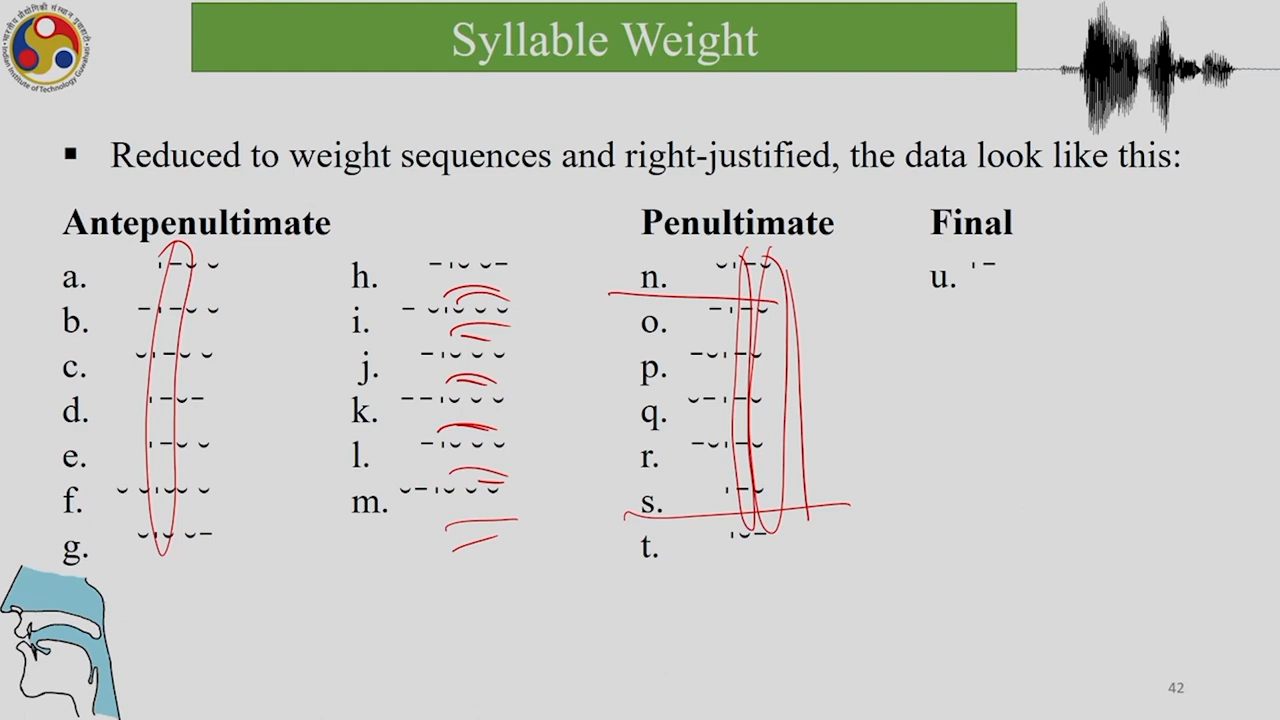 Syllable Weight
▪ Reduced to weight sequences and right-justified, the data look like this:
Antepenultimate
a. ˈ – ˘ ˘
b. – ˈ – ˘ ˘
c. ˘ ˈ – ˘ ˘
d. ˈ – ˘ –
e. ˈ – ˘ ˘
f. ˘ ˘ ˈ ˘ ˘ ˘
g. ˘ ˈ ˘ ˘ –
h. – ˈ ˘ ˘ –
i. – ˘ ˈ ˘ ˘ ˘
j. – ˈ ˘ ˘ ˘
k. – – ˈ ˘ ˘ ˘
l. – ˈ ˘ ˘ ˘
m. ˘ – ˈ ˘ ˘ ˘
Penultimate
n. ˘ ˈ – ˘
o. – ˈ – ˘
p. – ˘ ˈ – ˘
q. ˘ – ˈ – ˘
r. – ˘ ˈ – ˘
s. ˈ – ˘
t. ˈ ˘ –
Final
u. ˈ –
42